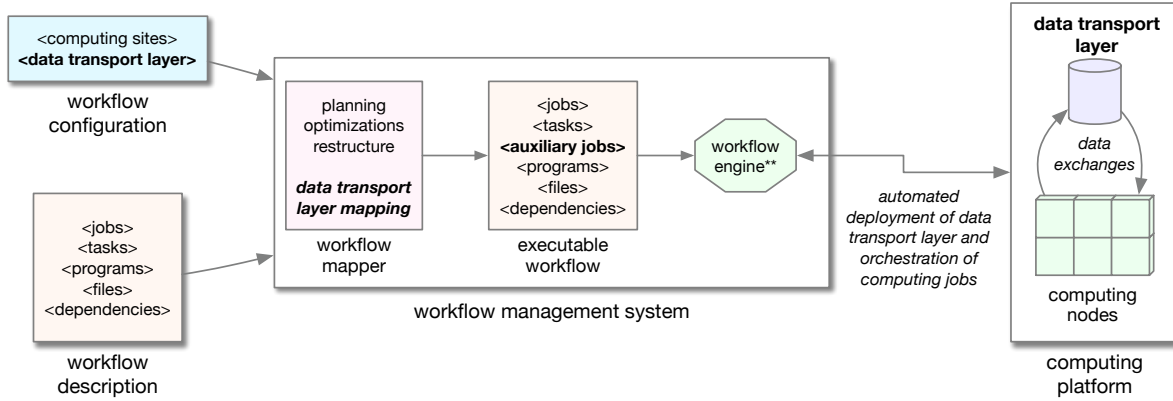 <computing sites>
<data transport layer>
workflow
configuration
<jobs>
<tasks>
<programs>
<files>
<dependencies>
workflow
description
planning
optimizations
restructure
data transport
layer mapping
workflow
mapper
<jobs>
<tasks>
<auxiliary jobs>
<programs>
<files>
<dependencies>
executable
workflow
workflow
engine**
workflow management system
automated
deployment of data
transport layer and
orchestration of
computing jobs
data transport
layer
data
exchanges
computing
nodes
computing
platform